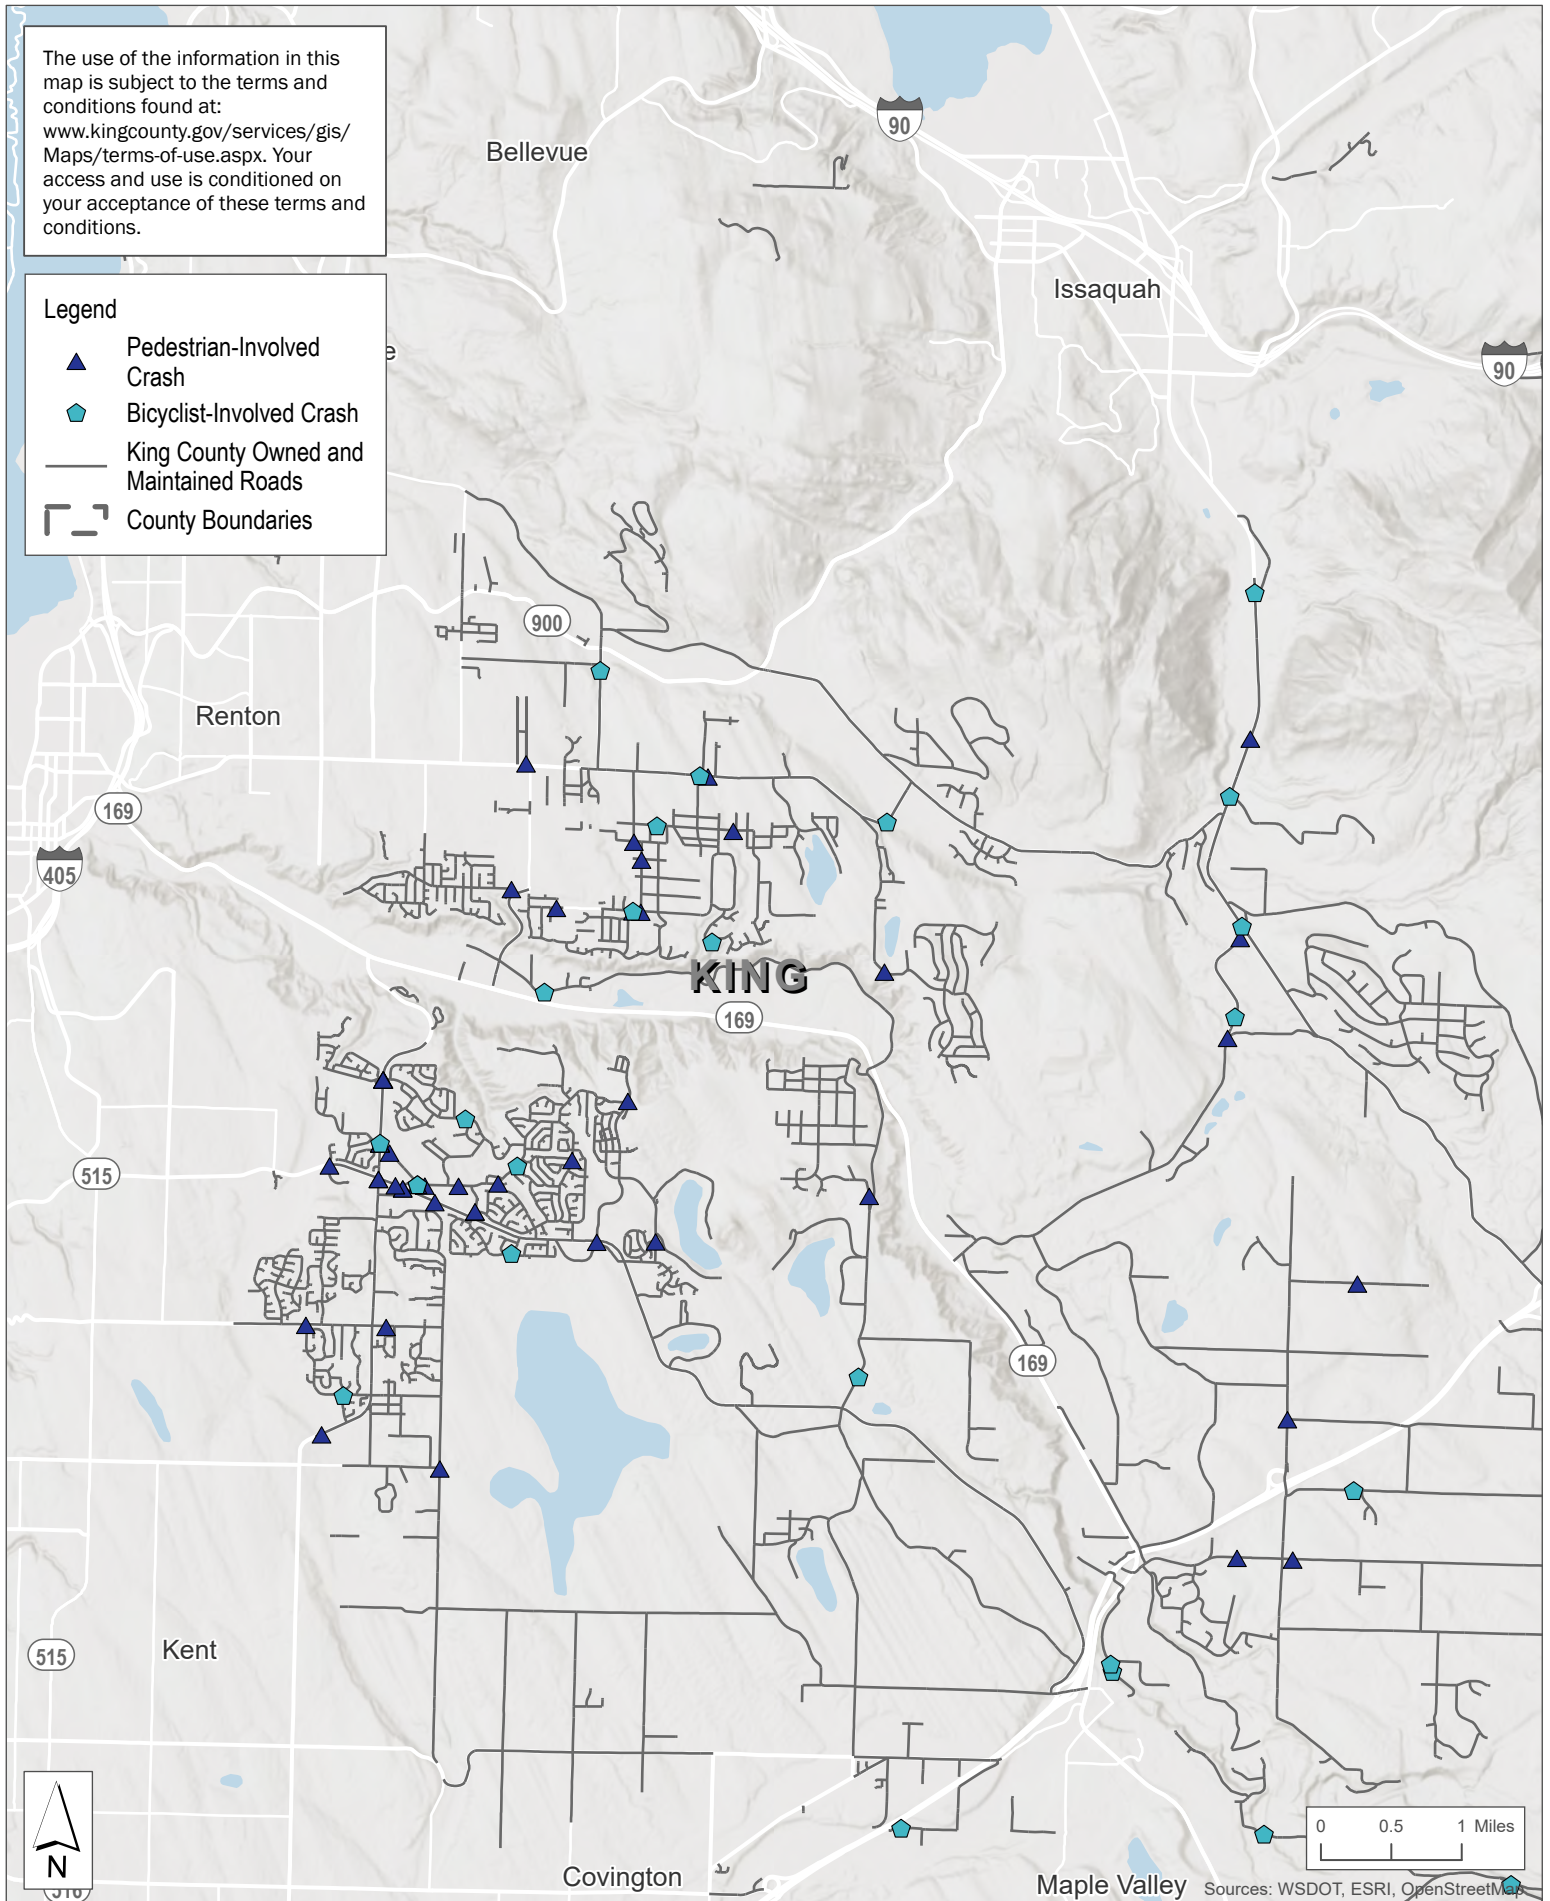 The use of the information in this
map is subject to the terms and
conditions found at:
www.kingcounty.gov/services/gis/
Maps/terms-of-use.aspx. Your
access and use is conditioned on
your acceptance of these terms and
conditions.
Legend
Pedestrian-Involved
Crash
Bicyclist-Involved Crash
King County Owned and
Maintained Roads
County Boundaries
90
Bellevue
Issaquah
90
e
900
Renton
169
405
KING
169
515
169
515
Kent
Covington
Maple Valley
N
516
0 0.5 1 Miles
Sources: WSDOT, ESRI, OpenStreetMap